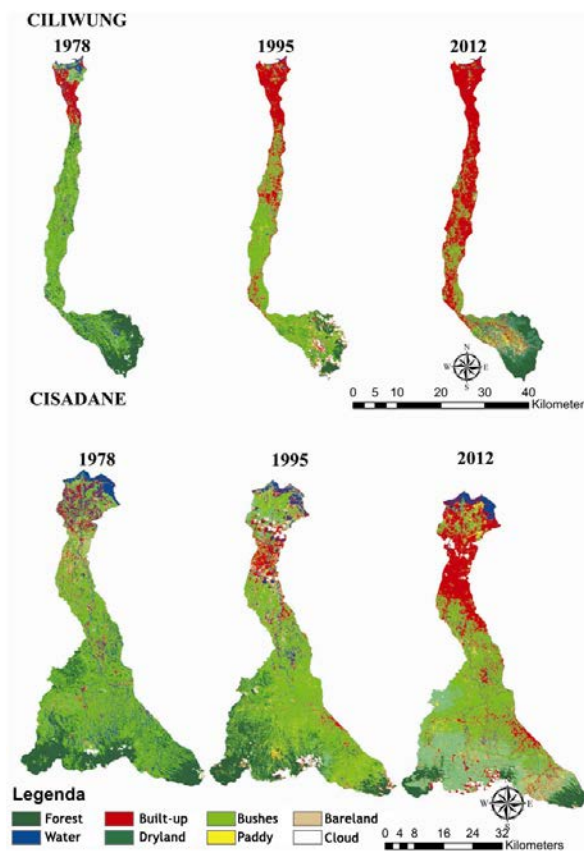 CILIWUNG
1978 1995 2012
N
W E
S
0 5 10 20 30 40
Kilometer
CISADANE
1978 1995 2012
Legenda
Forest Built-up Bushes Bareland
Water Dryland Paddy Cloud
W E
S
0 4 8 16 24 32
Kilometers